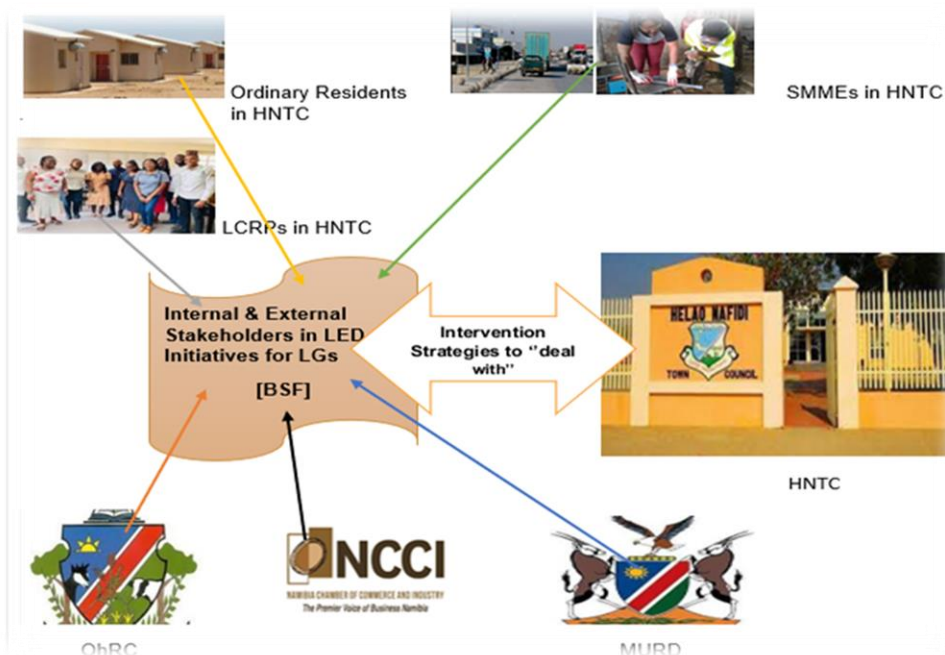 Ordinary Residents
in HNTC
SMMEs in HNTC
LCRPs in HNTC
Internal & External
Stakeholders in LED
Initiatives for LGs
[BSF]
Intervention
Strategies to "deal
with"
HELAO NAFIDI
TOWN COUNCIL
HNTC
NCCI
NAMIBIA CHAMBER OF COMMERCE AND INDUSTRY
The Premier Voice of Business Namibia
OhRC
MURD